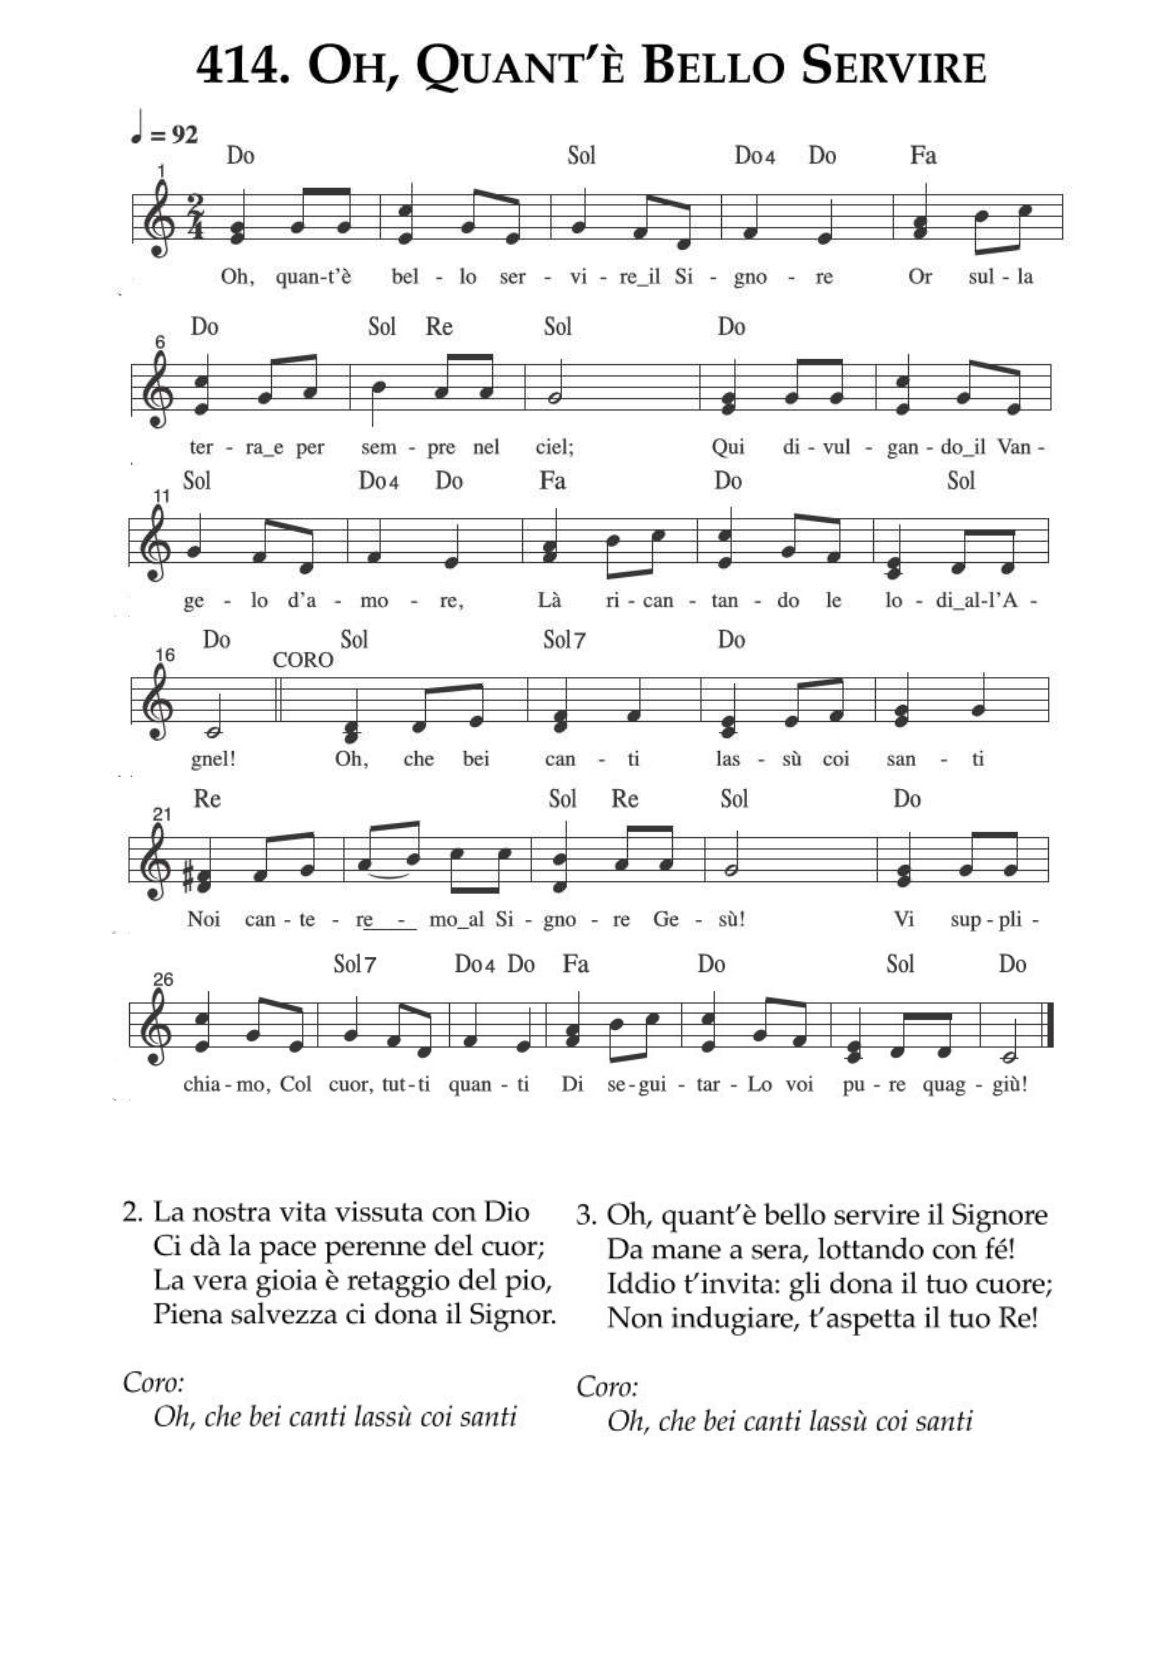 414. Oh, Quant'è Bello Servire
♩ = 92
Do Sol Do4 Do Fa
1
2
4
Oh, quan-t'è bel - lo ser - vi - re_il Si - gno - re Or sul - la
Do Sol Re Sol Do
6
ter - ra_e per sem - pre nel ciel; Qui di - vul - gan - do_il Van -
Sol Do4 Do Fa Do Sol
11
ge - lo d'a - mo - re, Là ri - can - tan - do le lo - di_al-l'A -
Do Sol Sol7 Do
16 CORO
gnel! Oh, che bei can - ti las - sù coi san - ti
Re Sol Re Sol Do
21
Noi can - te - re - mo_al Si - gno - re Ge - sù! Vi sup - pli -
Sol7 Do4 Do Fa Do Sol Do
26
chia - mo, Col cuor, tut - ti quan - ti Di se - gui - tar - Lo voi pu - re quag - giù!
2. La nostra vita vissuta con Dio
Ci dà la pace perenne del cuor;
La vera gioia è retaggio del pio,
Piena salvezza ci dona il Signor.
Coro:
Oh, che bei canti lassù coi santi
3. Oh, quant'è bello servire il Signore
Da mane a sera, lottando con fé!
Iddio t'invita: gli dona il tuo cuore;
Non indugiare, t'aspetta il tuo Re!
Coro:
Oh, che bei canti lassù coi santi